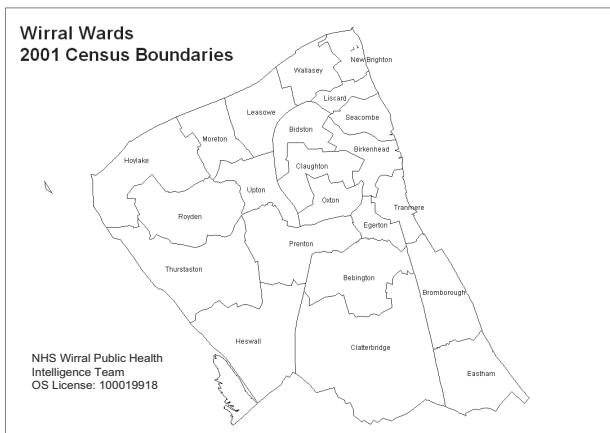 Wirral Wards
2001 Census Boundaries
New Brighton
Wallasey
Liscard
Leasowe
Seacombe
Bidston
Moreton
Birkenhead
Hoylake
Claughton
Upton
Oxton
Tranmere
Royden
Egerton
Prenton
Thurstaston
Bebington
Bromborough
Heswall
Clatterbridge
NHS Wirral Public Health
Intelligence Team
OS License: 100019918
Eastham